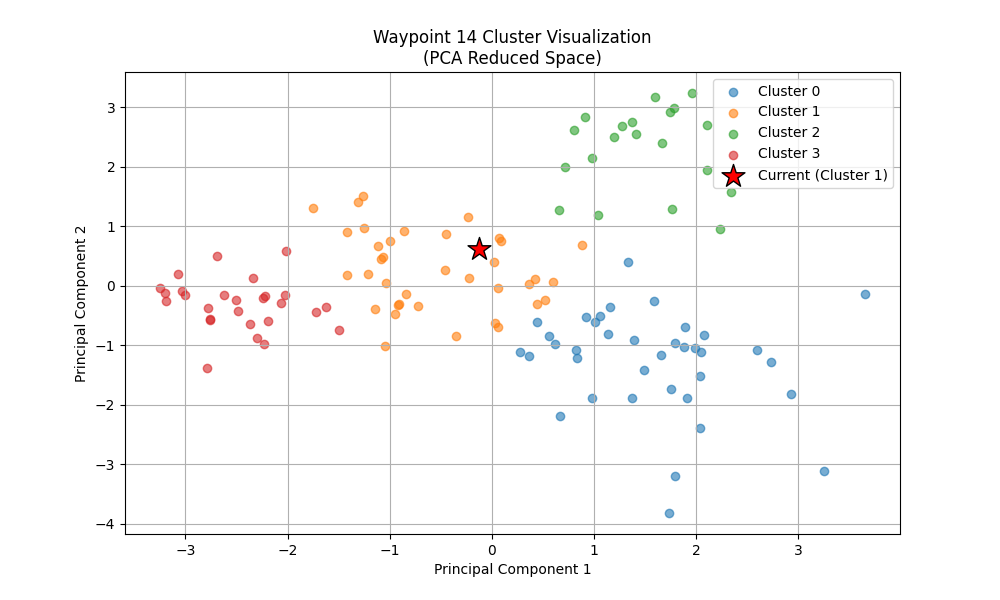 Waypoint 14 Cluster Visualization
(PCA Reduced Space)
Cluster 0
Cluster 1
Cluster 2
Cluster 3
Current (Cluster 1)
Principal Component 2
3
2
1
0
−1
−2
−3
−4
−3
−2
−1
0
1
2
3
Principal Component 1